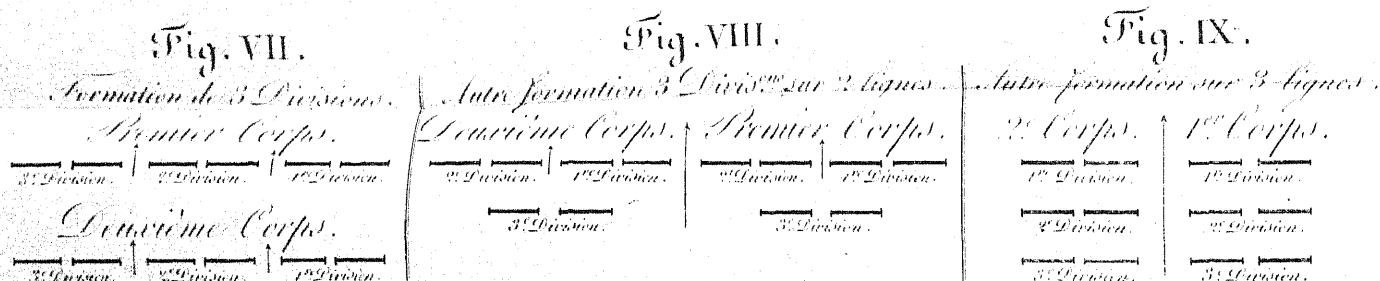 Fig. VII.
Formation de 3 Divisions.
Premier Corps.
3e Division. 2e Division. 1re Division.
Deuxième Corps.
3e Division. 2e Division. 1re Division.
Fig. VIII.
Autre formation 3 Divisons sur 2 lignes.
Deuxième Corps. Premier Corps.
2e Division. 1re Division. 2e Division. 1re Division.
3e Division. 3e Division.
Fig. IX.
Autre formation sur 3 lignes.
2e Corps. 1er Corps.
1re Division. 1re Division.
2e Division. 2e Division.
3e Division. 3e Division.